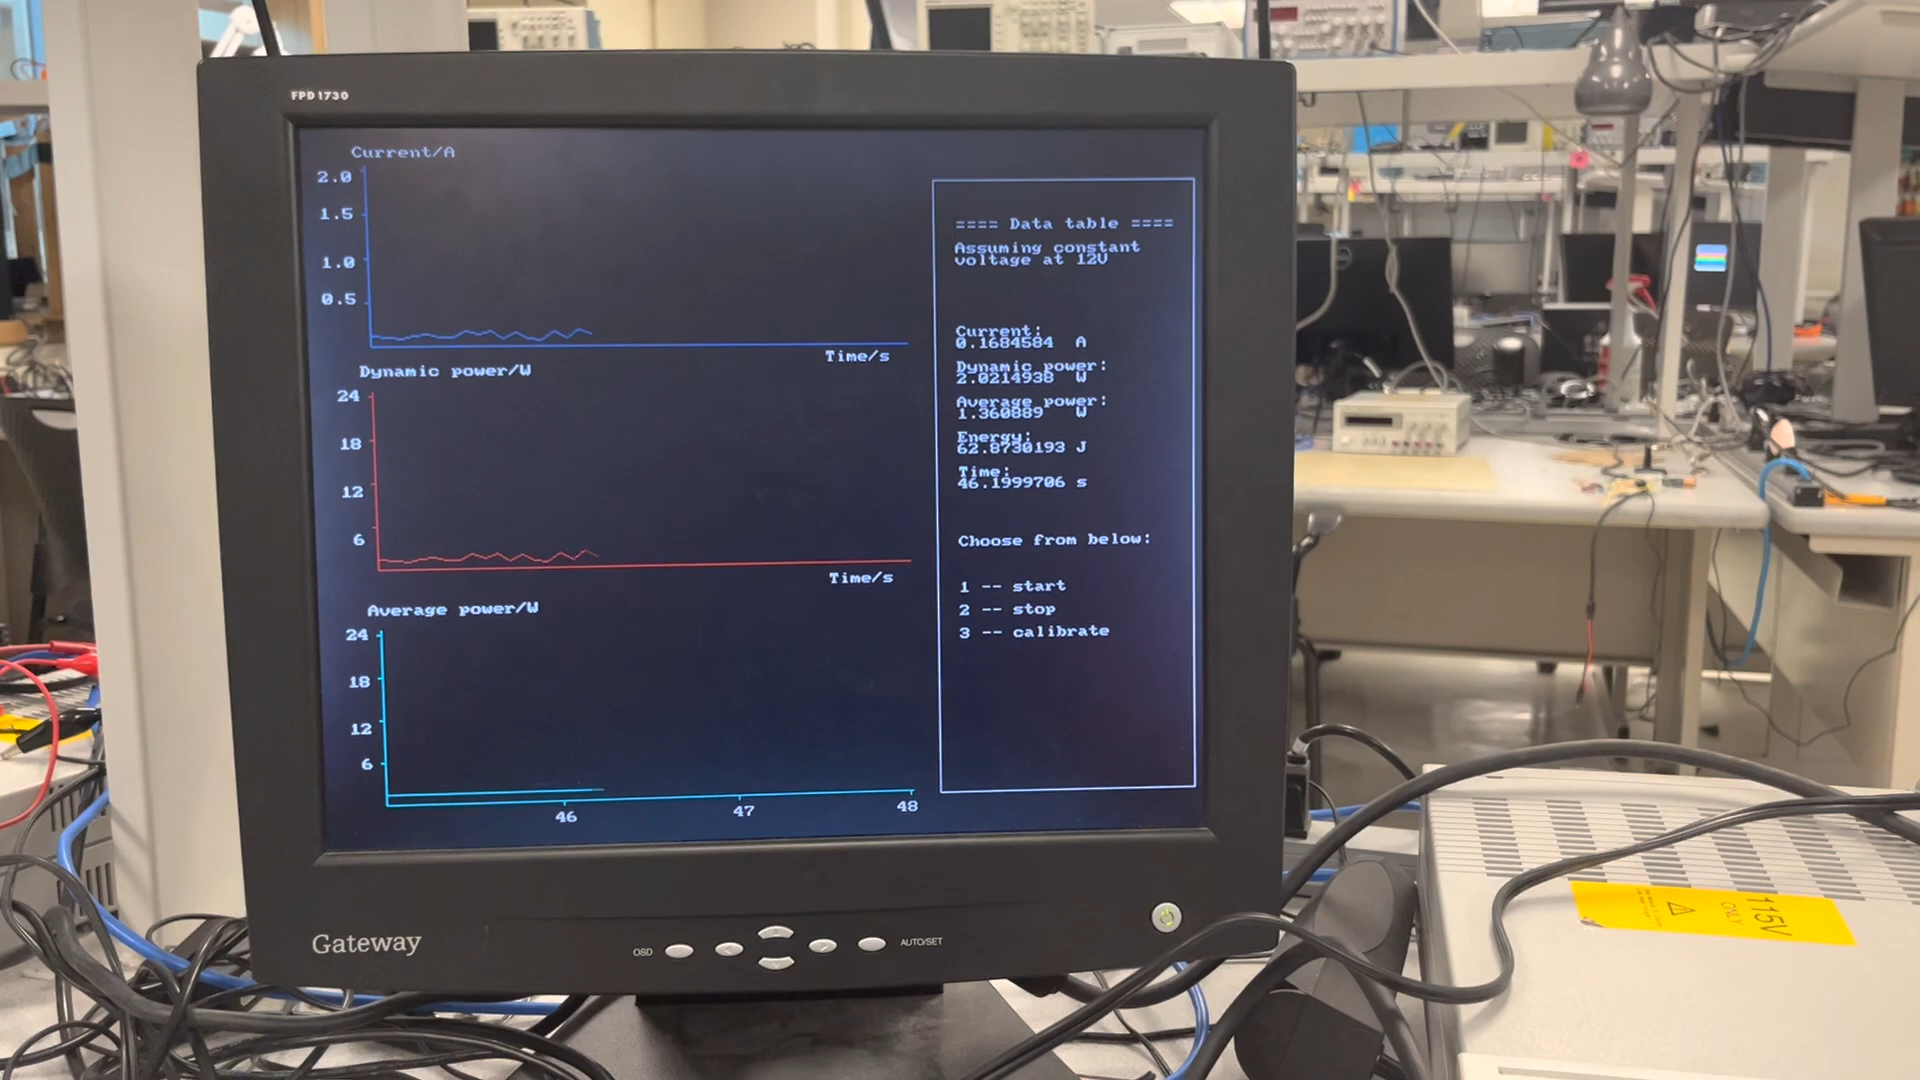 FPD1730
Current/A
2.0
1.5
1.0
0.5
Time/s
Dynamic power/W
24
18
12
6
Time/s
Average power/W
24
18
12
6
46
47
48
==== Data table ====
Assuming constant
voltage at 12V
Current:
0.1684584 A
Dynamic power:
2.0214938 W
Average power:
1.360889 W
Energy:
62.8730193 J
Time:
46.1999706 s
Choose from below:
1 -- start
2 -- stop
3 -- calibrate
Gateway
OSD
AUTO/SET
115V
ONLY